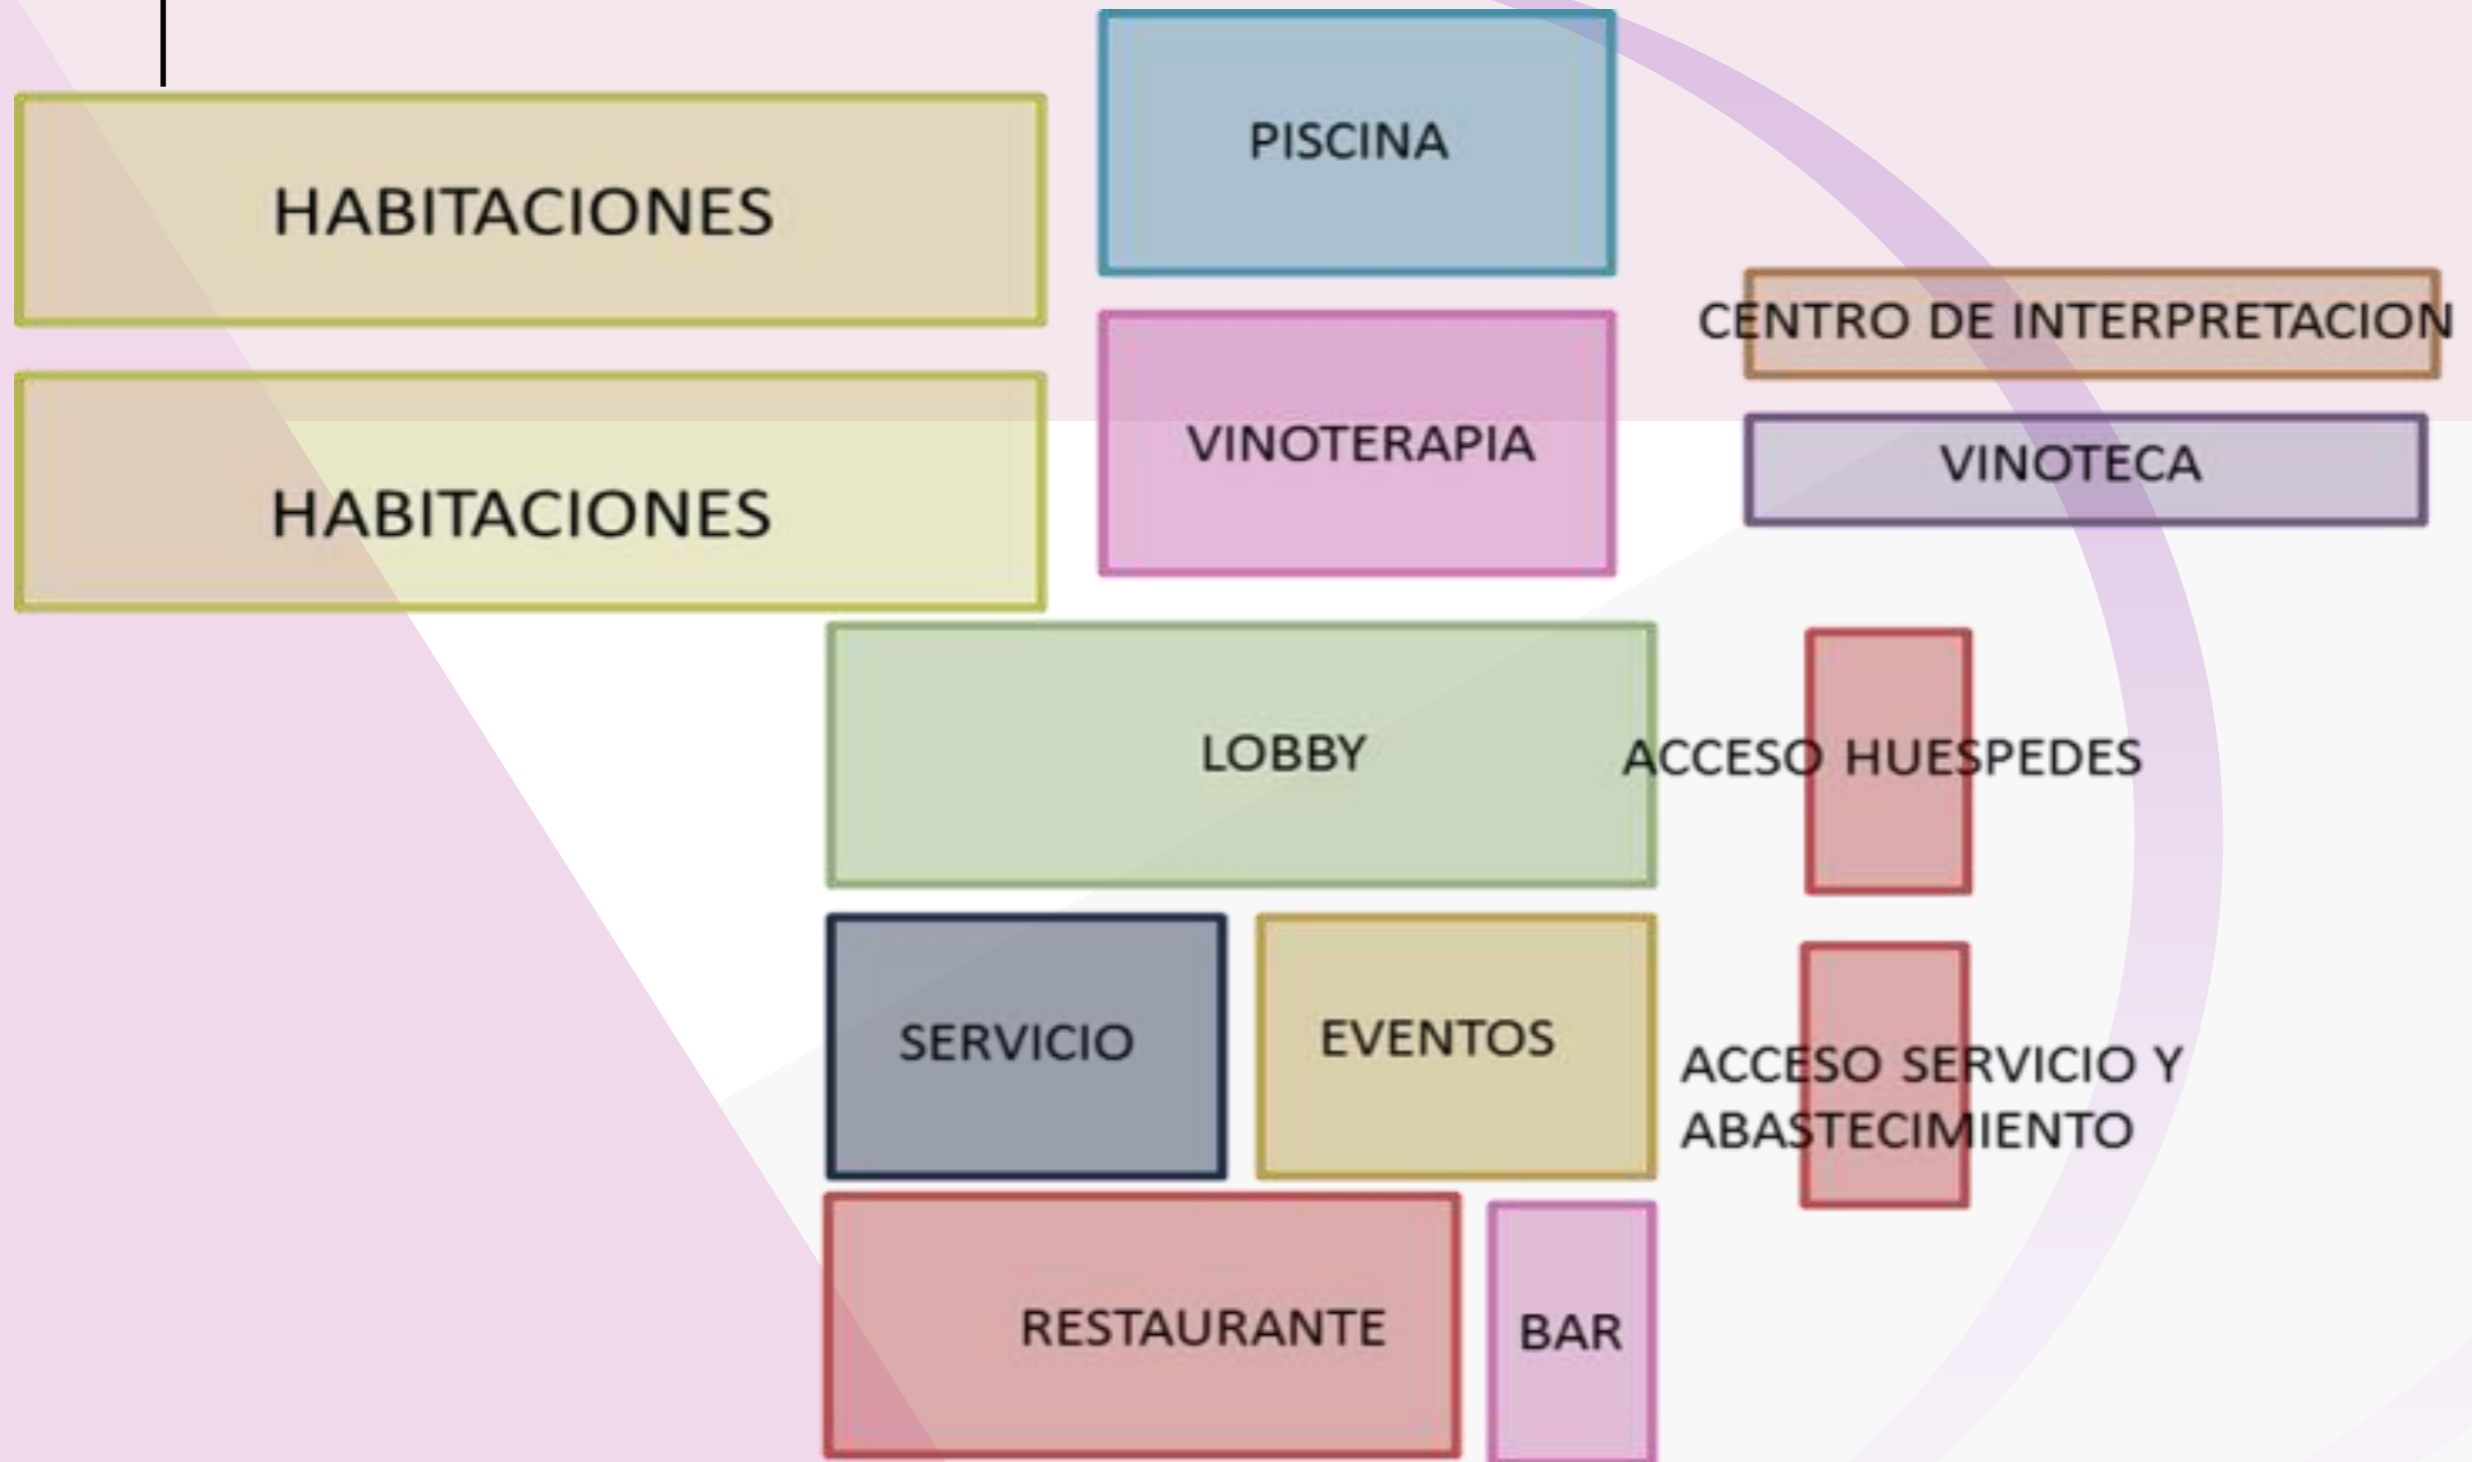 PISCINA
HABITACIONES
CENTRO DE INTERPRETACION
VINOTERAPIA
VINOTECA
HABITACIONES
LOBBY
ACCESO HUESPEDES
SERVICIO
EVENTOS
ACCESO SERVICIO Y
ABASTECIMIENTO
RESTAURANTE
BAR